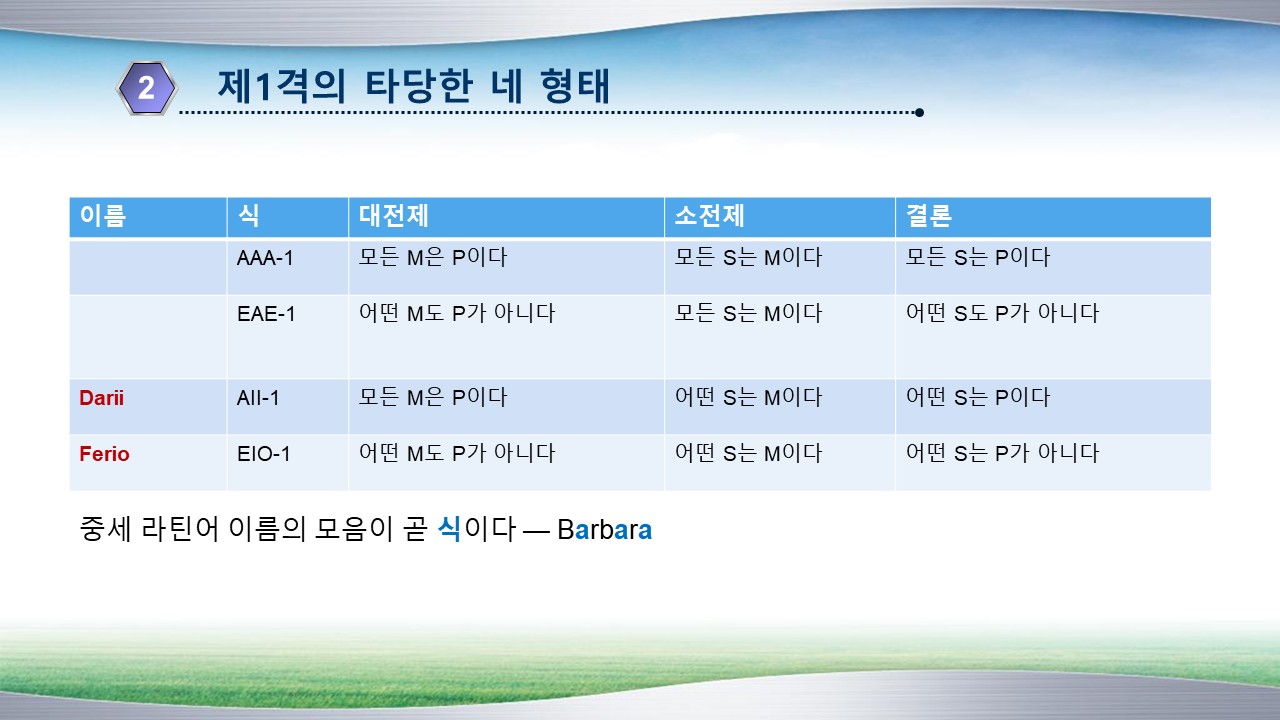 2
제1격의 타당한 네 형태
이름 식 대전제 소전제 결론
AAA-1 모든 M은 P이다 모든 S는 M이다 모든 S는 P이다
EAE-1 어떤 M도 P가 아니다 모든 S는 M이다 어떤 S도 P가 아니다
Darii AII-1 모든 M은 P이다 어떤 S는 M이다 어떤 S는 P이다
Ferio EIO-1 어떤 M도 P가 아니다 어떤 S는 M이다 어떤 S는 P가 아니다
중세 라틴어 이름의 모음이 곧 식이다 — Barbara